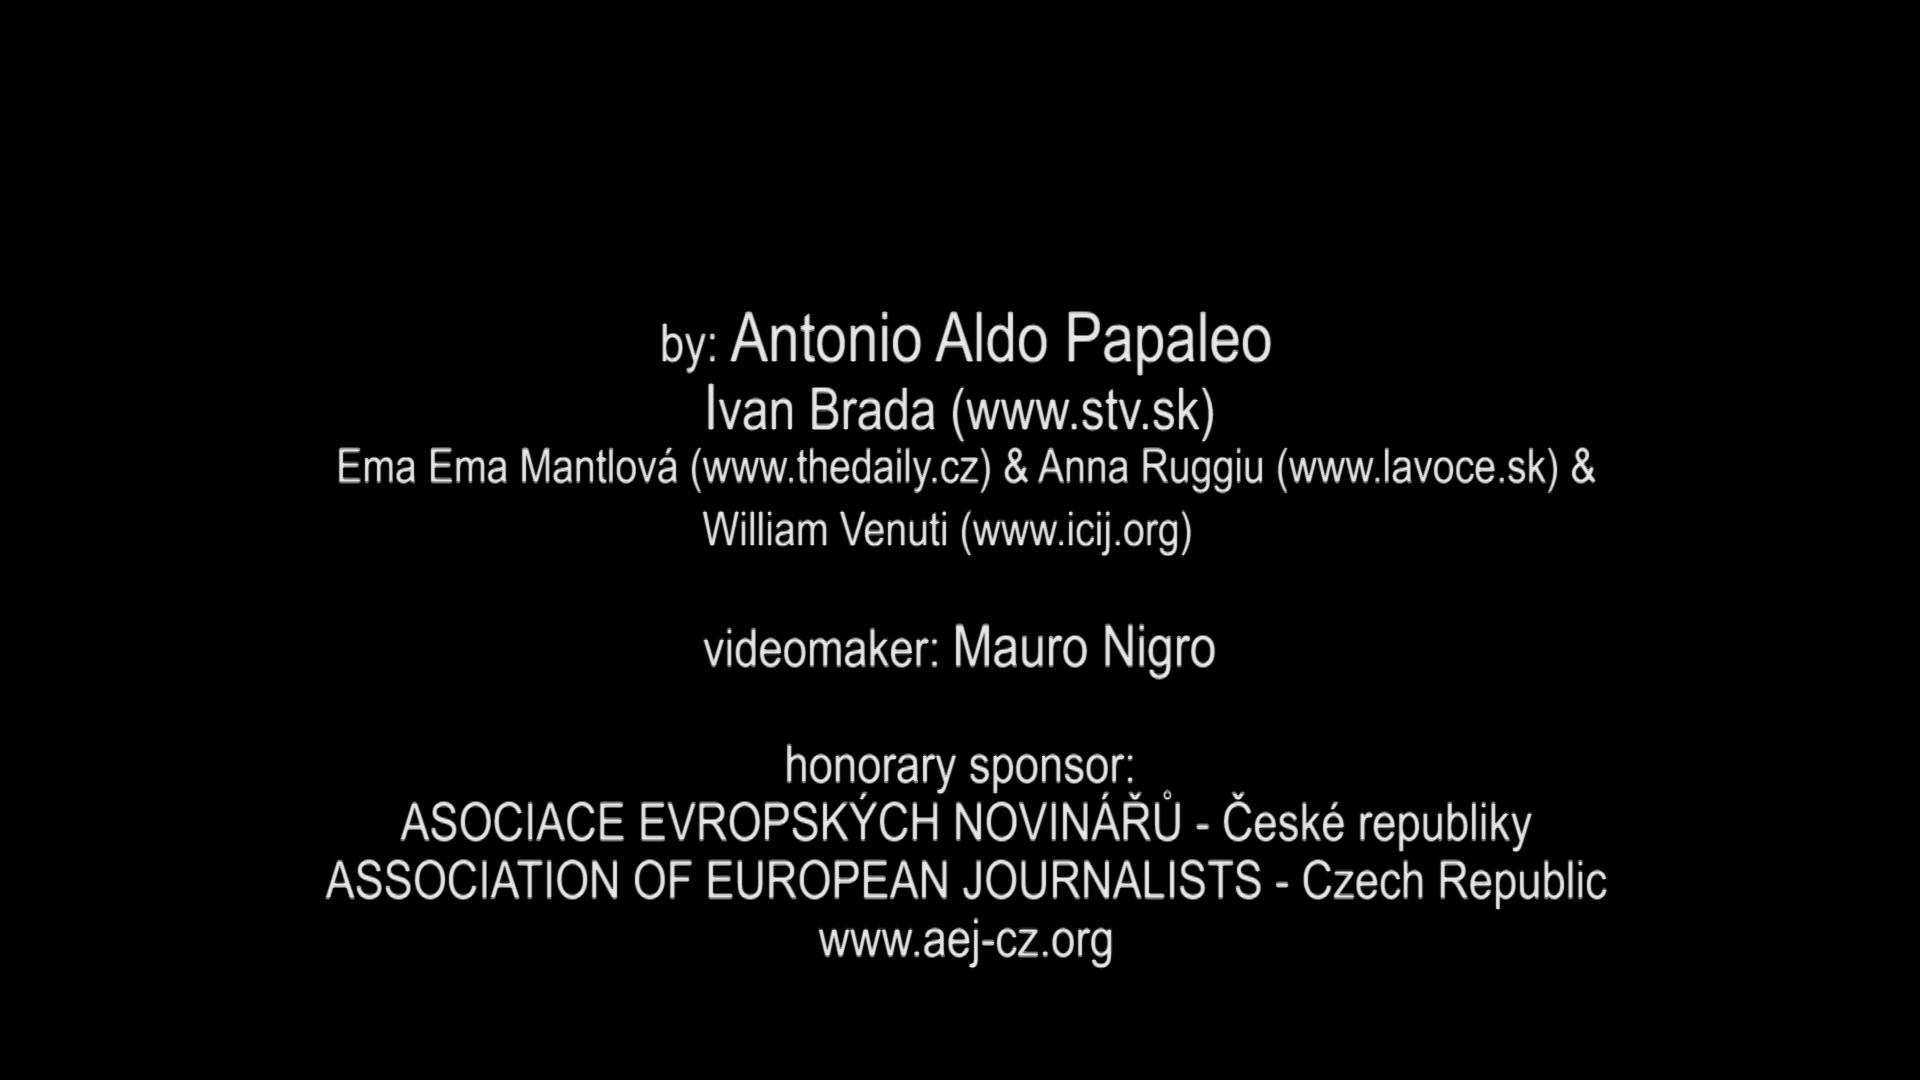 by: Antonio Aldo Papaleo
Ivan Brada (www.stv.sk)
Ema Ema Mantlová (www.thedaily.cz) & Anna Ruggiu (www.lavoce.sk) &
William Venuti (www.icij.org)
videomaker: Mauro Nigro
honorary sponsor:
ASOCIACE EVROPSKÝCH NOVINÁŘŮ - České republiky
ASSOCIATION OF EUROPEAN JOURNALISTS - Czech Republic
www.aej-cz.org